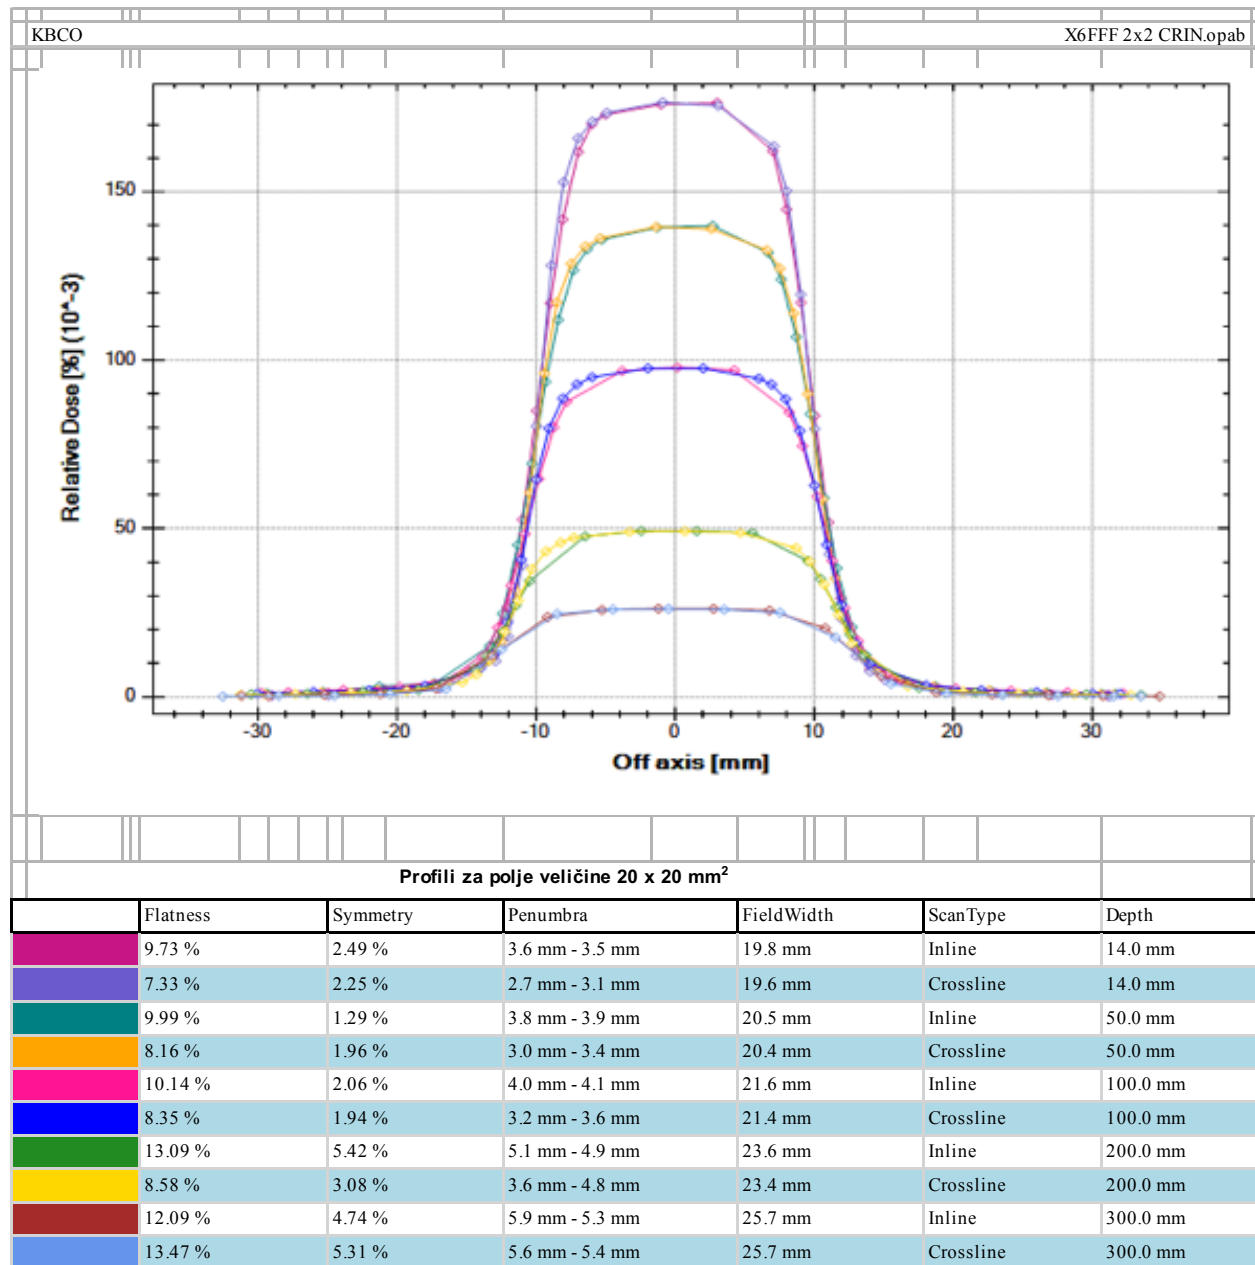 KBCO X6FFF 2x2 CRIN.opab
150
100
50
0
Relative Dose [%] (10^-3)
-30 -20 -10 0 10 20 30
Off axis [mm]
Profili za polje veličine 20 x 20 mm²
Flatness Symmetry Penumbra FieldWidth ScanType Depth
9.73 % 2.49 % 3.6 mm - 3.5 mm 19.8 mm Inline 14.0 mm
7.33 % 2.25 % 2.7 mm - 3.1 mm 19.6 mm Crossline 14.0 mm
9.99 % 1.29 % 3.8 mm - 3.9 mm 20.5 mm Inline 50.0 mm
8.16 % 1.96 % 3.0 mm - 3.4 mm 20.4 mm Crossline 50.0 mm
10.14 % 2.06 % 4.0 mm - 4.1 mm 21.6 mm Inline 100.0 mm
8.35 % 1.94 % 3.2 mm - 3.6 mm 21.4 mm Crossline 100.0 mm
13.09 % 5.42 % 5.1 mm - 4.9 mm 23.6 mm Inline 200.0 mm
8.58 % 3.08 % 3.6 mm - 4.8 mm 23.4 mm Crossline 200.0 mm
12.09 % 4.74 % 5.9 mm - 5.3 mm 25.7 mm Inline 300.0 mm
13.47 % 5.31 % 5.6 mm - 5.4 mm 25.7 mm Crossline 300.0 mm